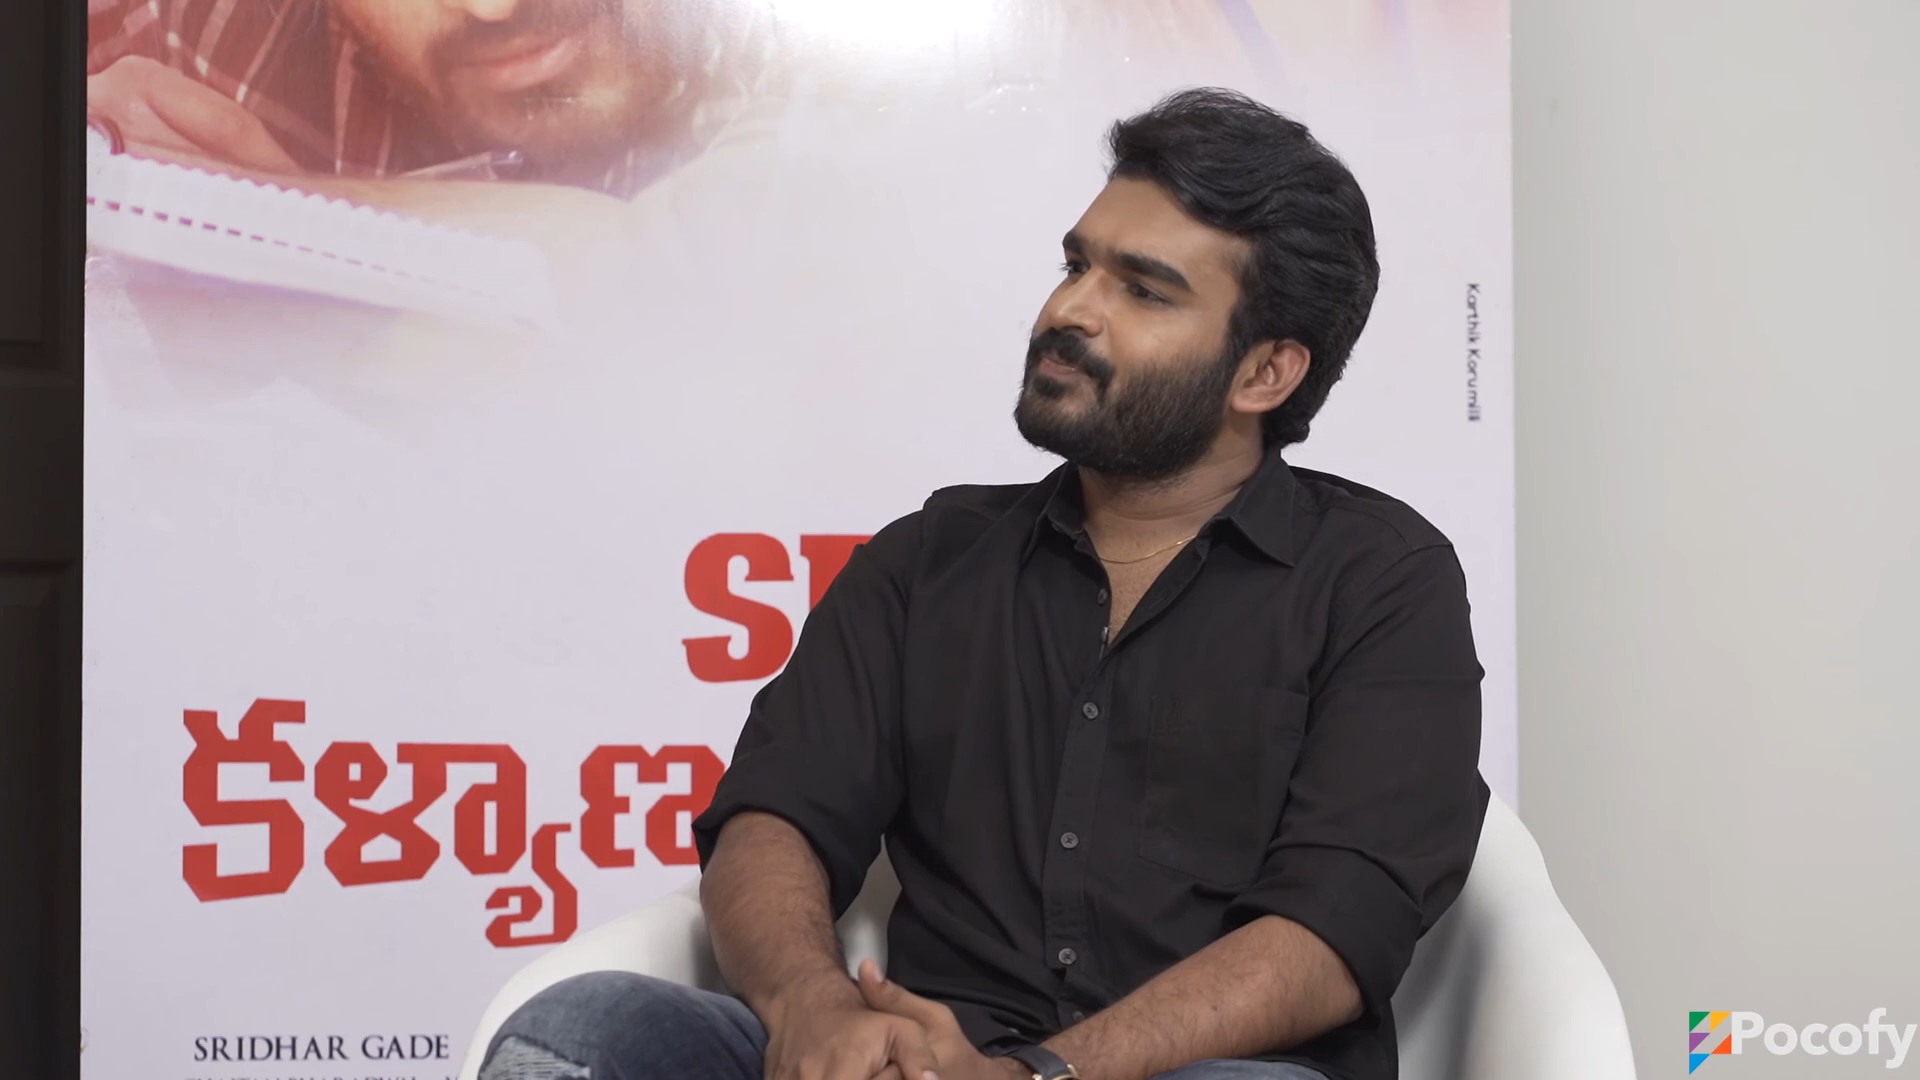 Karthik Korumilli
SR
కళ్యాణ
SRIDHAR GADE
Pocofy